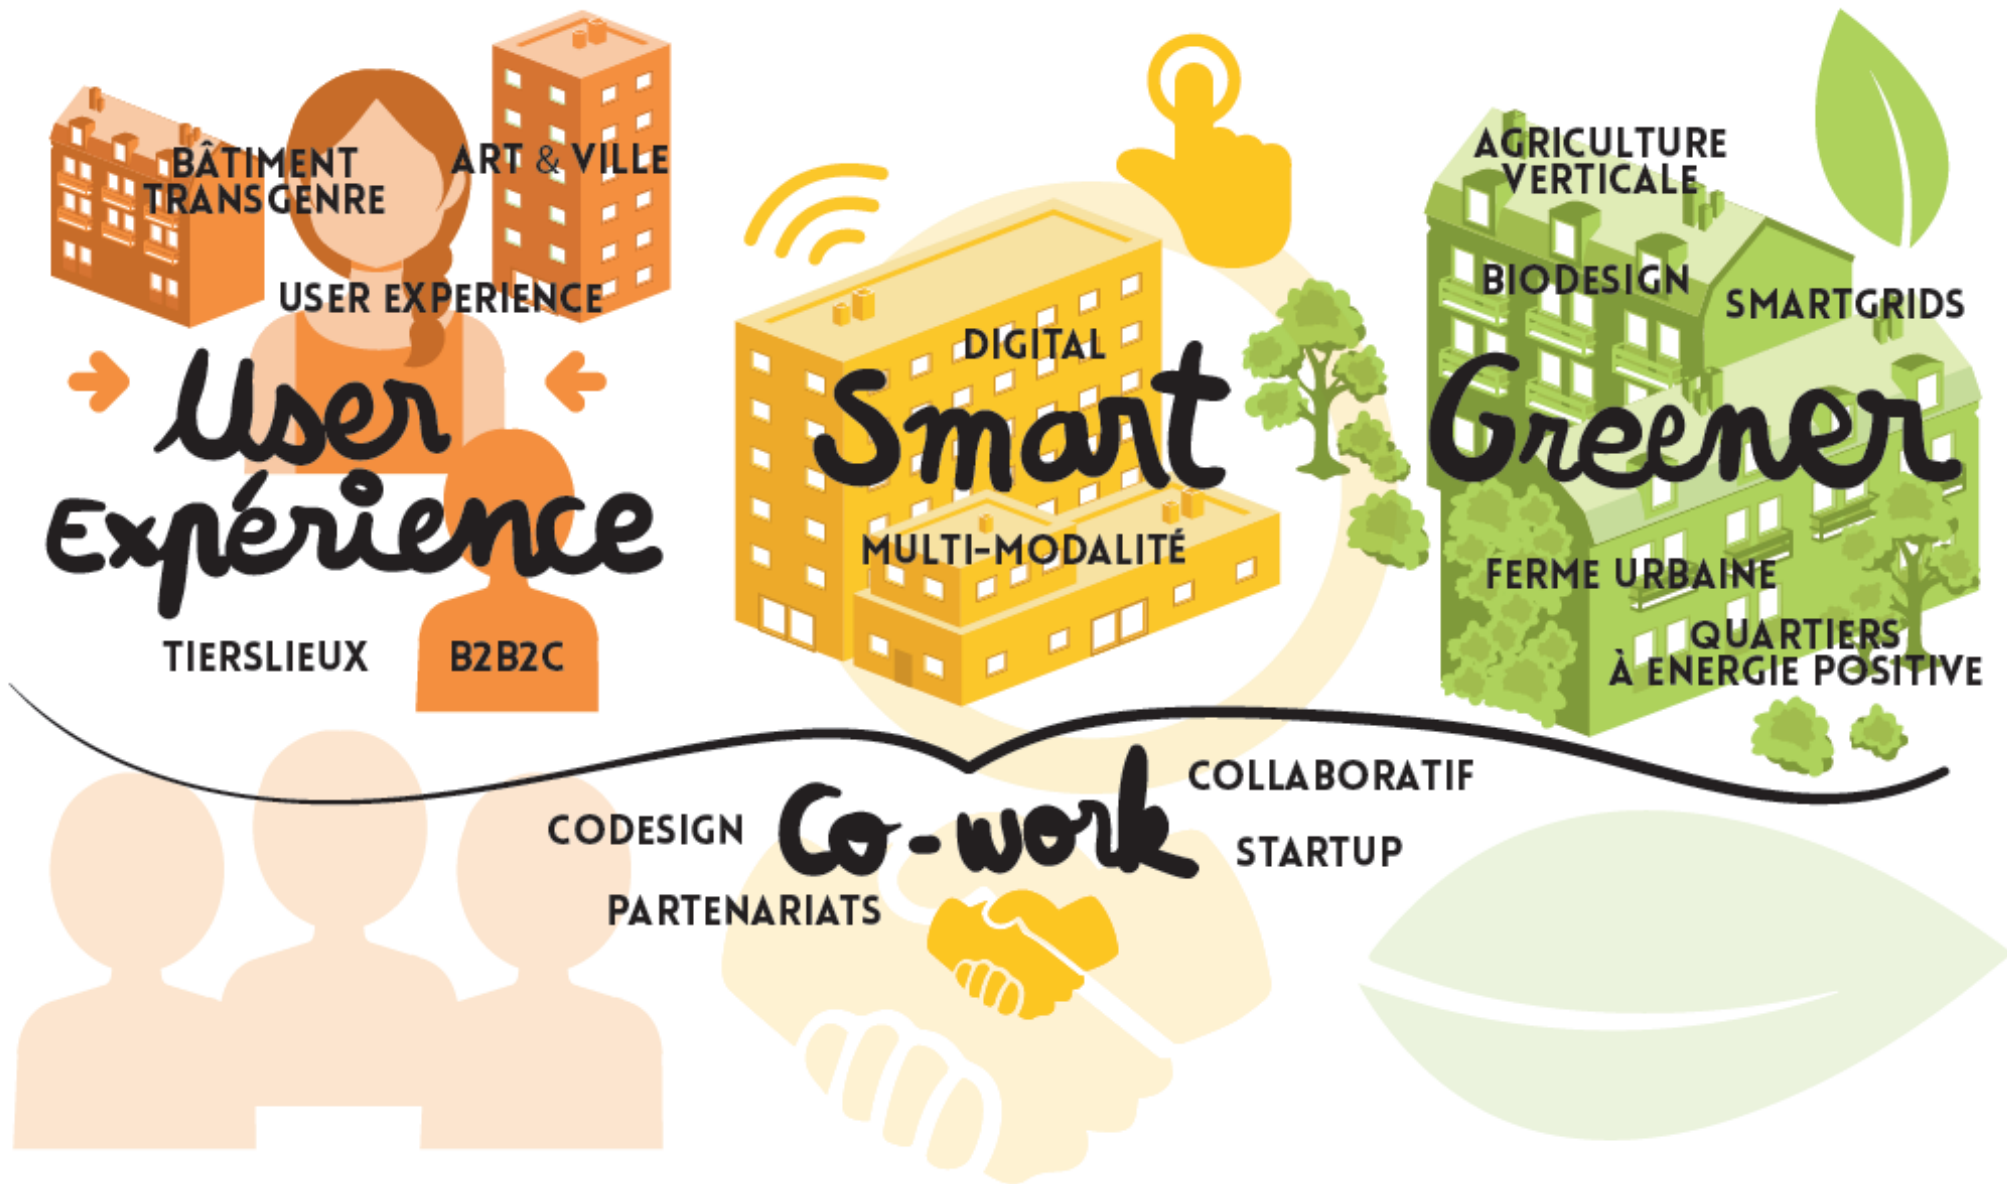 BÂTIMENT
TRANSGENRE
ART & VILLE
USER EXPERIENCE
User
Expérience
TIERSLIEUX
B2B2C
DIGITAL
Smart
MULTI-MODALITÉ
AGRICULTURE
VERTICALE
BIODESIGN
SMARTGRIDS
Greener
FERME URBAINE
QUARTIERS
À ENERGIE POSITIVE
CODESIGN
Co-work
COLLABORATIF
STARTUP
PARTENARIATS